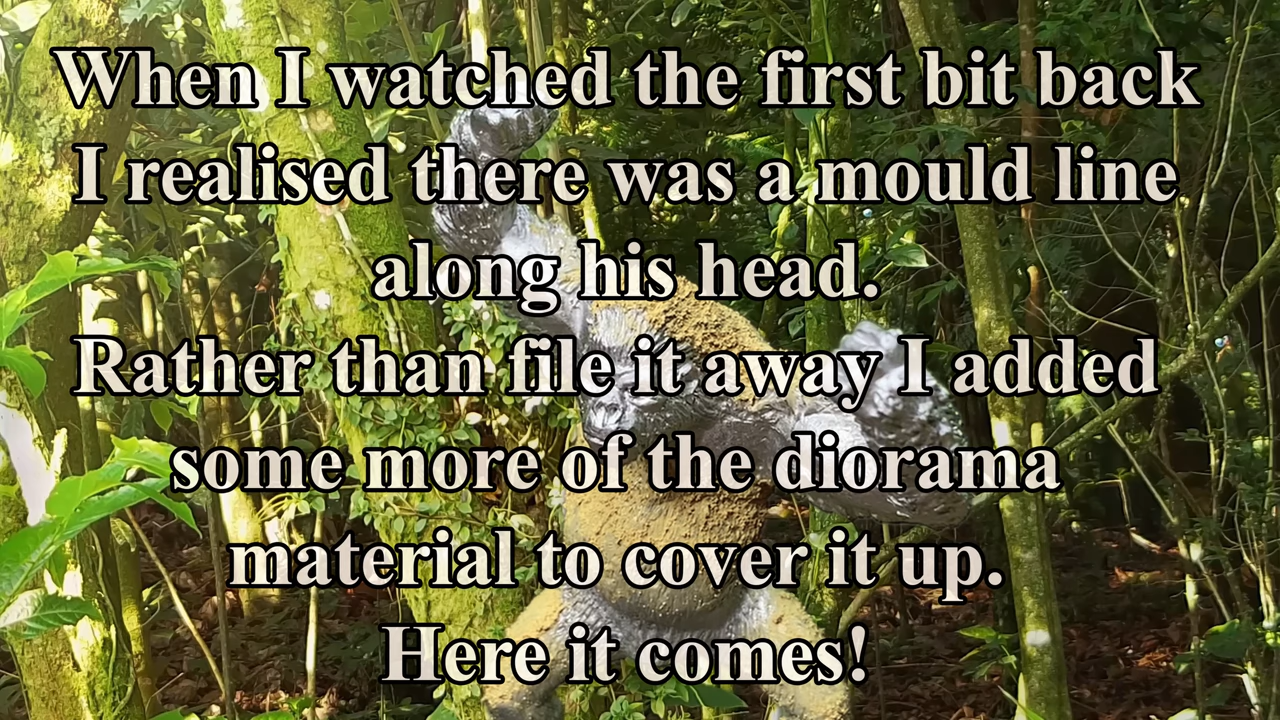 When I watched the first bit back
I realised there was a mould line
along his head.
Rather than file it away I added
some more of the diorama
material to cover it up.
Here it comes!